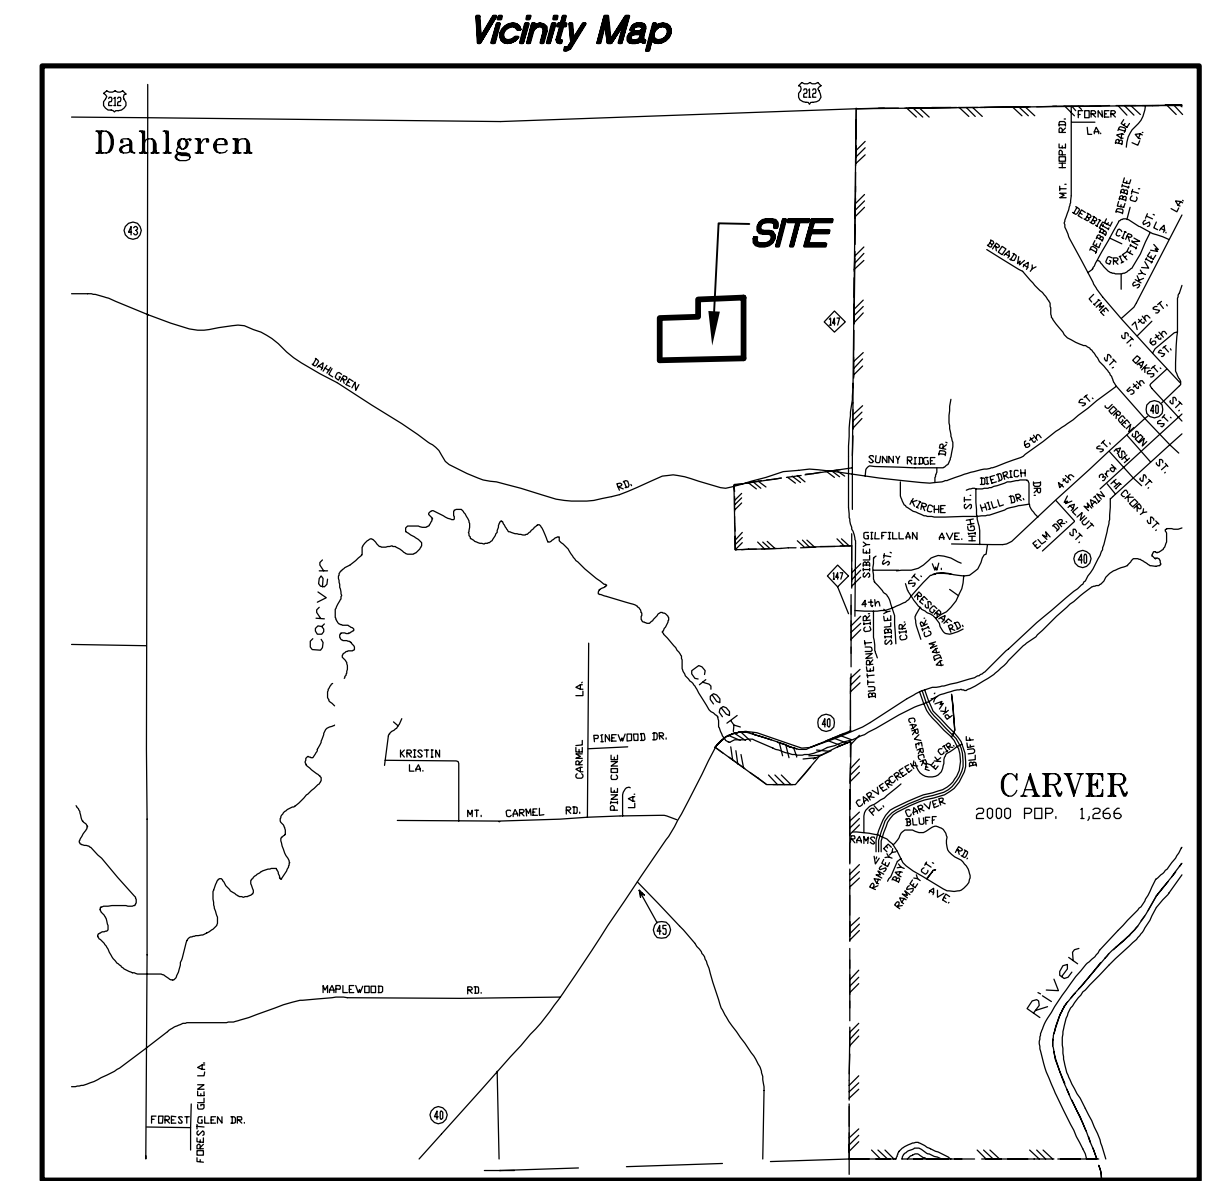 Vicinity Map
212
212
Dahlgren
FORNER
LA.
BADE
LA.
MT. HOPE RD.
43
SITE
DEBBIE
CT.
DEBBIE
CIR.
DEBBIE
GRIFFIN
ST.
LA.
LA.
SKYVIEW
BROADWAY
ST.
LIME
ST.
7th ST.
6th
ST.
OAK
ST.
5th
ST.
147
DAHLGREN
RD.
40
JORGENSON
ST.
ST.
6th
ST.
SUNNY RIDGE
DR.
DIEDRICH
DR.
KIRCHE
HILL DR.
HIGH
ST.
4th
ST.
3rd
ASH
ST.
MAIN
HICKORY ST.
WALNUT
ST.
ELM DR.
GILFILLAN AVE.
40
SIBLEY
ST.
147
4th
ST.
W.
RESGRAF
RD.
BUTTERNUT CIR.
SIBLEY
CIR.
ADAM CIR.
Carver
Creek
40
PKWY.
BLUFF
CARVERCREEK CIR.
CARVERCREEK
PL.
CARVER
BLUFF
CARMEL LA.
PINEWOOD DR.
PINE CONE
LA.
KRISTIN
LA.
MT. CARMEL RD.
CARVER
2000 POP. 1,266
RAMSEY
RD.
RAMSEY
BAY
RAMSEY CT.
AVE.
45
MAPLEWOOD RD.
River
FOREST GLEN DR.
FOREST GLEN LA.
40